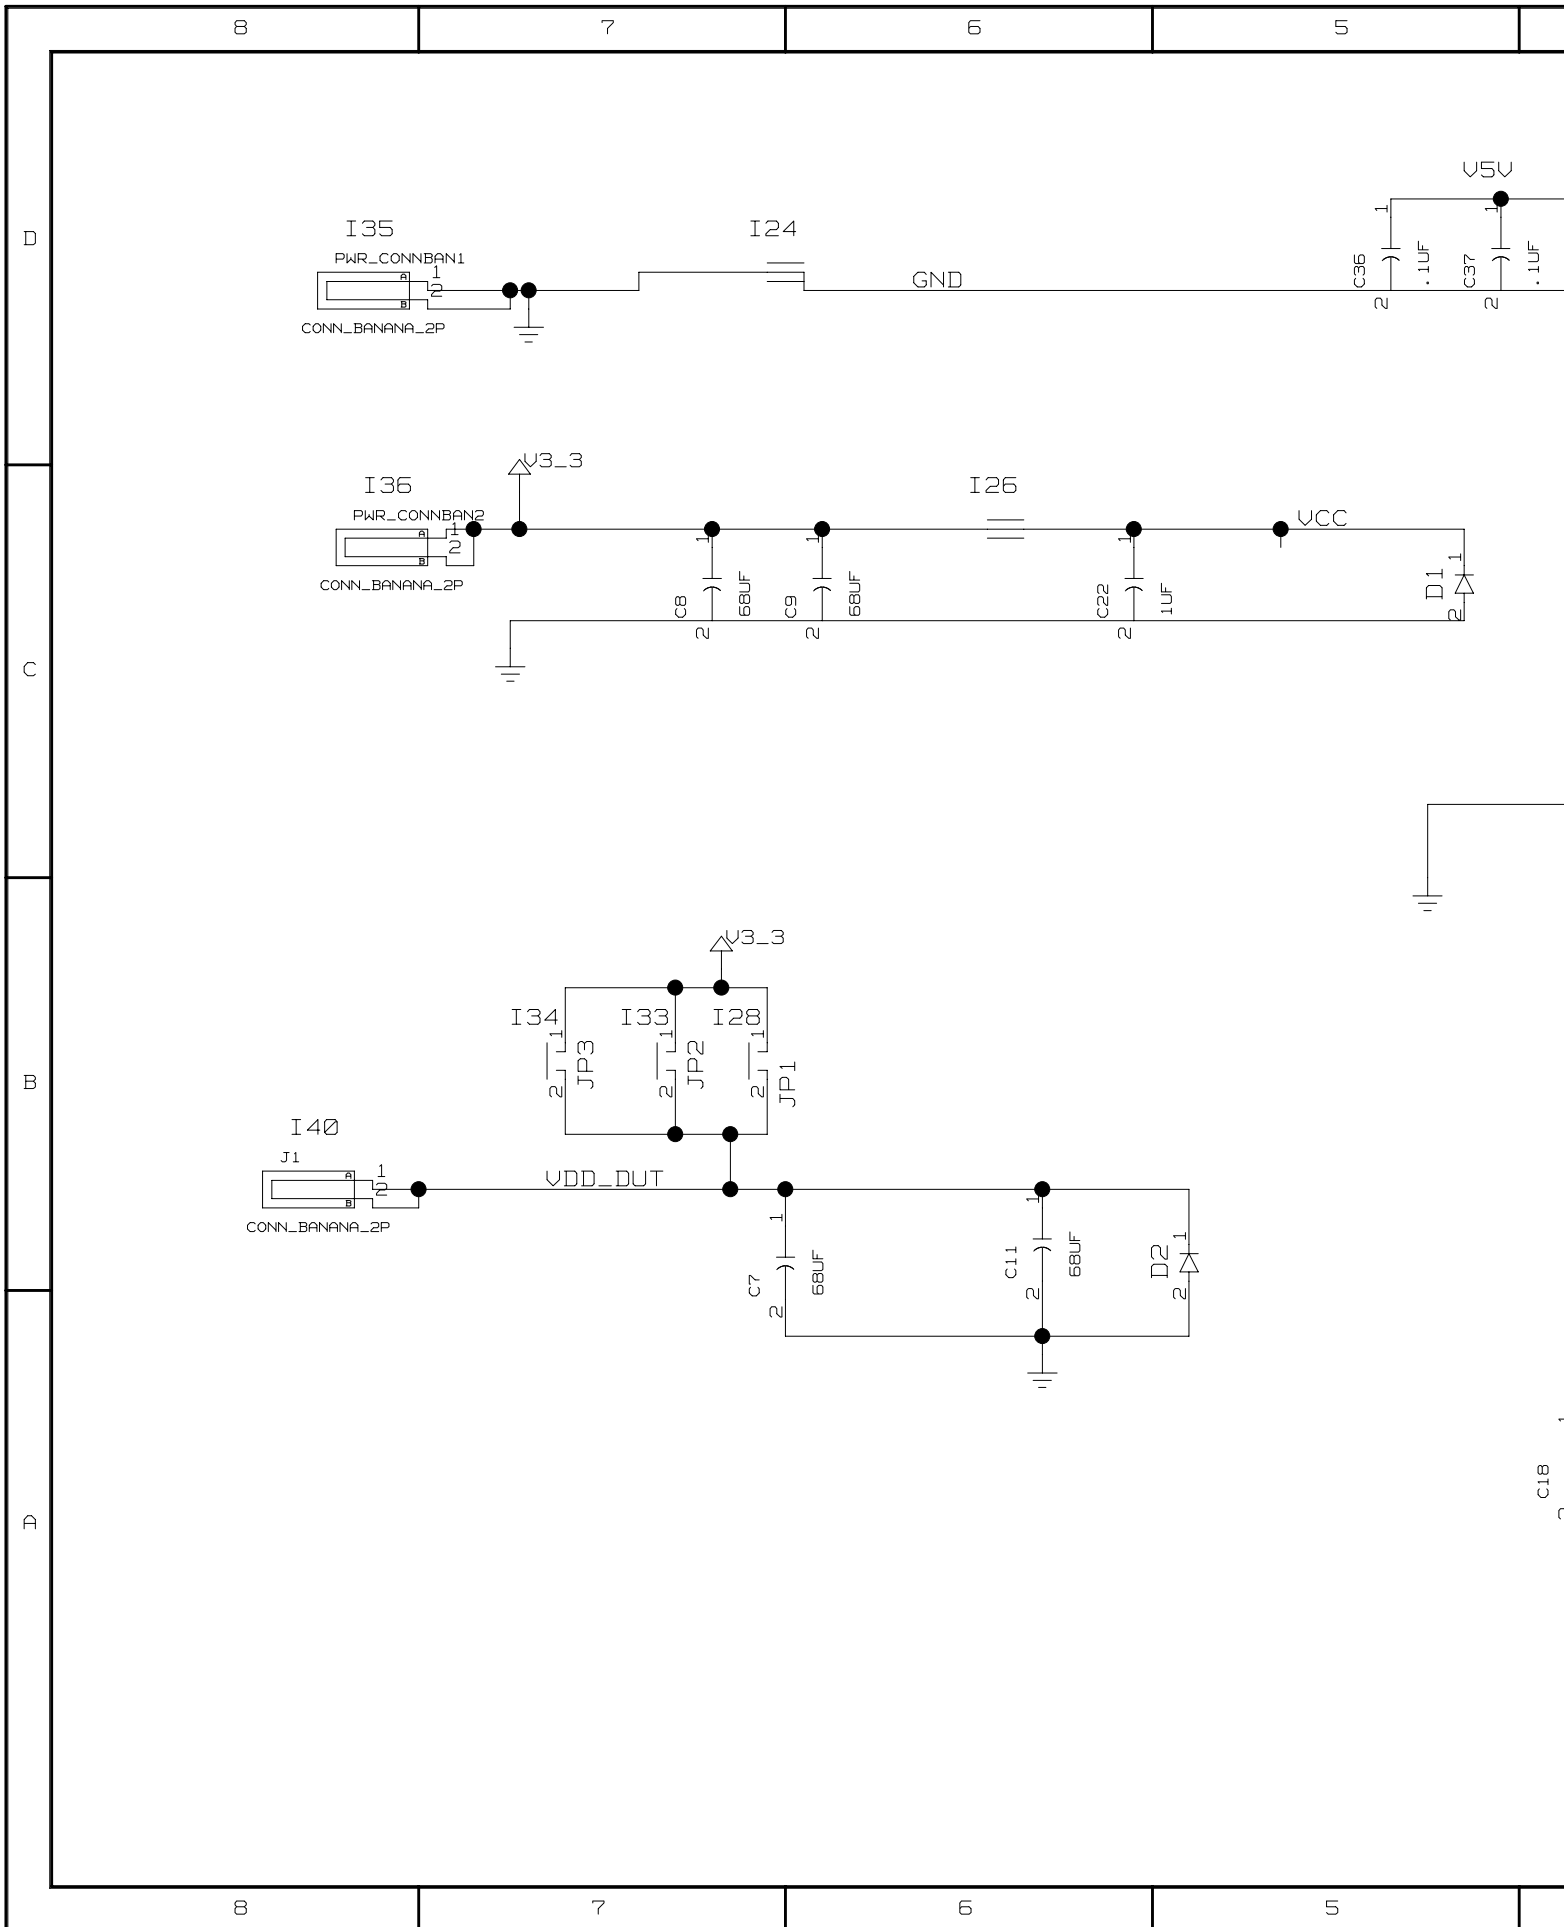 8 7 6 5
V5V
D
I35 I24
PWR_CONNBAN1
A 1
2
B
GND
C36 .1UF C37 .1UF
1 1
2 2
CONN_BANANA_2P
V3_3
I36 I26
PWR_CONNBAN2
A 1
2
B
VCC
CONN_BANANA_2P
1 1 1 1
C8 68UF C9 68UF C22 1UF D1
2 2 2 2
C
V3_3
I34 I33 I28
1 1 1
JP3 JP2 JP1
2 2 2
B
I40
J1
A 1
2
B
VDD_DUT
CONN_BANANA_2P
1 1 1
C7 68UF C11 68UF D2
2 2 2
C18
A
8 7 6 5